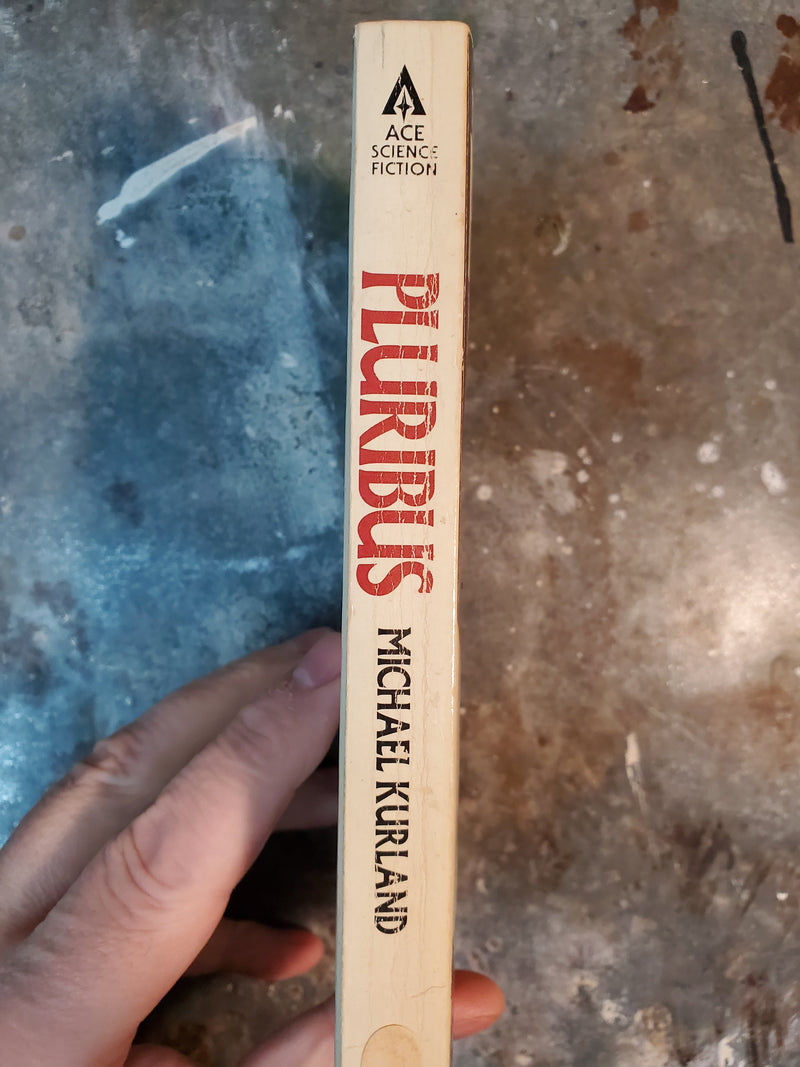 ACE
SCIENCE
FICTION
PLURIBUS
MICHAEL KURLAND